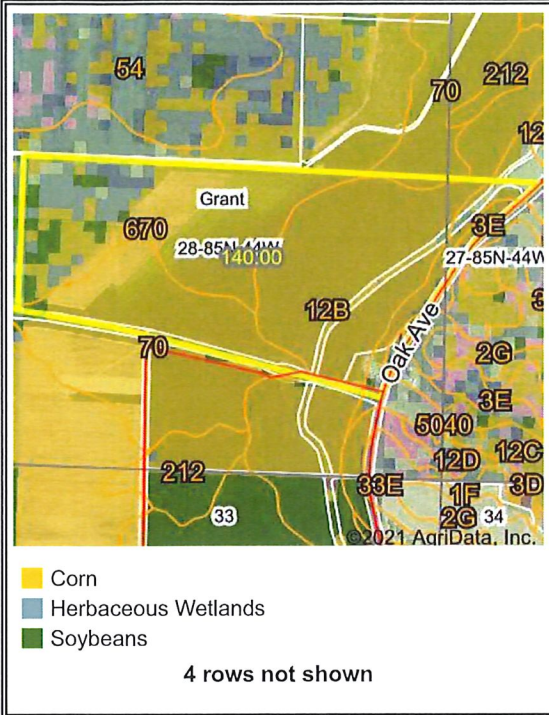 54
70
212
12
Grant
670
3E
28-85N-44W
140.00
27-85N-44W
12B
3
Oak Ave
70
2G
3E
5040
12C
12D
212
33E
1F
3D
33
2G
34
©2021 AgriData, Inc.
Corn
Herbaceous Wetlands
Soybeans
4 rows not shown